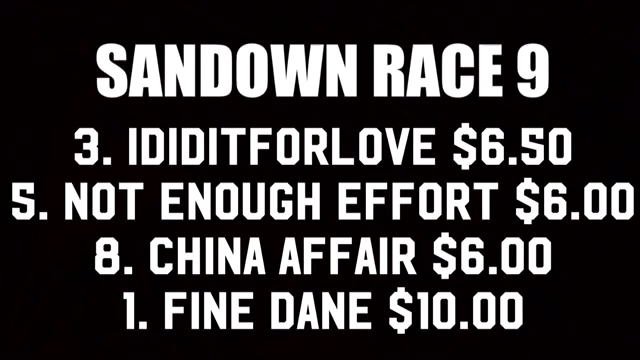 SANDOWN RACE 9
3. IDIDITFORLOVE $6.50
5. NOT ENOUGH EFFORT $6.00
8. CHINA AFFAIR $6.00
1. FINE DANE $10.00